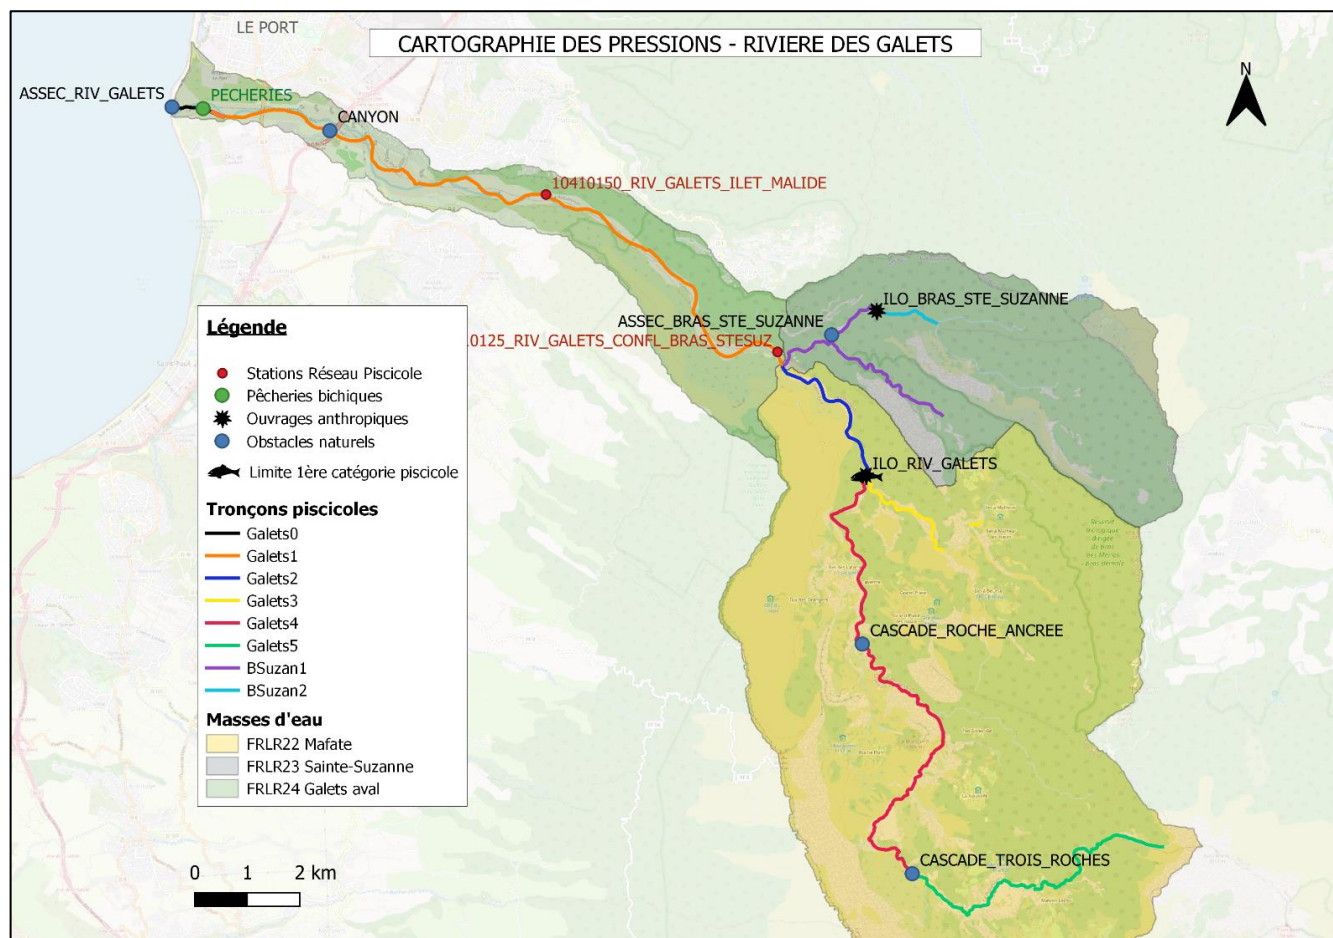 LE PORT
CARTOGRAPHIE DES PRESSIONS - RIVIERE DES GALETS
N
ASSEC_RIV_GALETS
PECHERIES
CANYON
10410150_RIV_GALETS_ILET_MALIDE
ILO_BRAS_STE_SUZANNE
ASSEC_BRAS_STE_SUZANNE
0125_RIV_GALETS_CONFL_BRAS_STESUZ
ILO_RIV_GALETS
CASCADE_ROCHE_ANCREE
CASCADE_TROIS_ROCHES
Légende
Stations Réseau Piscicole
Pêcheries bichiques
Ouvrages anthropiques
Obstacles naturels
Limite 1ère catégorie piscicole
Tronçons piscicoles
Galets0
Galets1
Galets2
Galets3
Galets4
Galets5
BSuzan1
BSuzan2
Masses d'eau
FRLR22 Mafate
FRLR23 Sainte-Suzanne
FRLR24 Galets aval
0 1 2 km